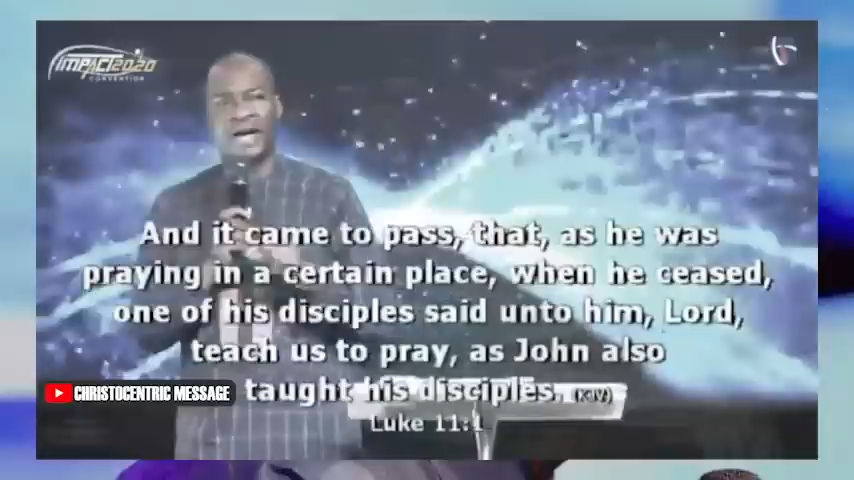 IMPACT2020
CONVENTION
And it came to pass, that, as he was
praying in a certain place, when he ceased,
one of his disciples said unto him, Lord,
teach us to pray, as John also
taught his disciples. (KJV)
Luke 11:1
CHRISTOCENTRIC MESSAGE